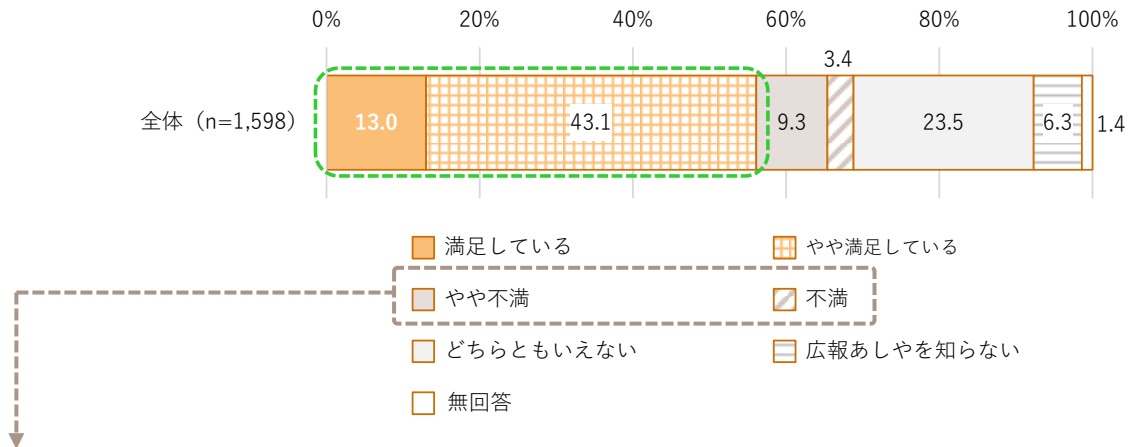 0% 20% 40% 60% 80% 100%
3.4
全体（n=1,598） 13.0 43.1 9.3 23.5 6.3 1.4
満足している やや満足している
やや不満 不満
どちらともいえない 広報あしやを知らない
無回答